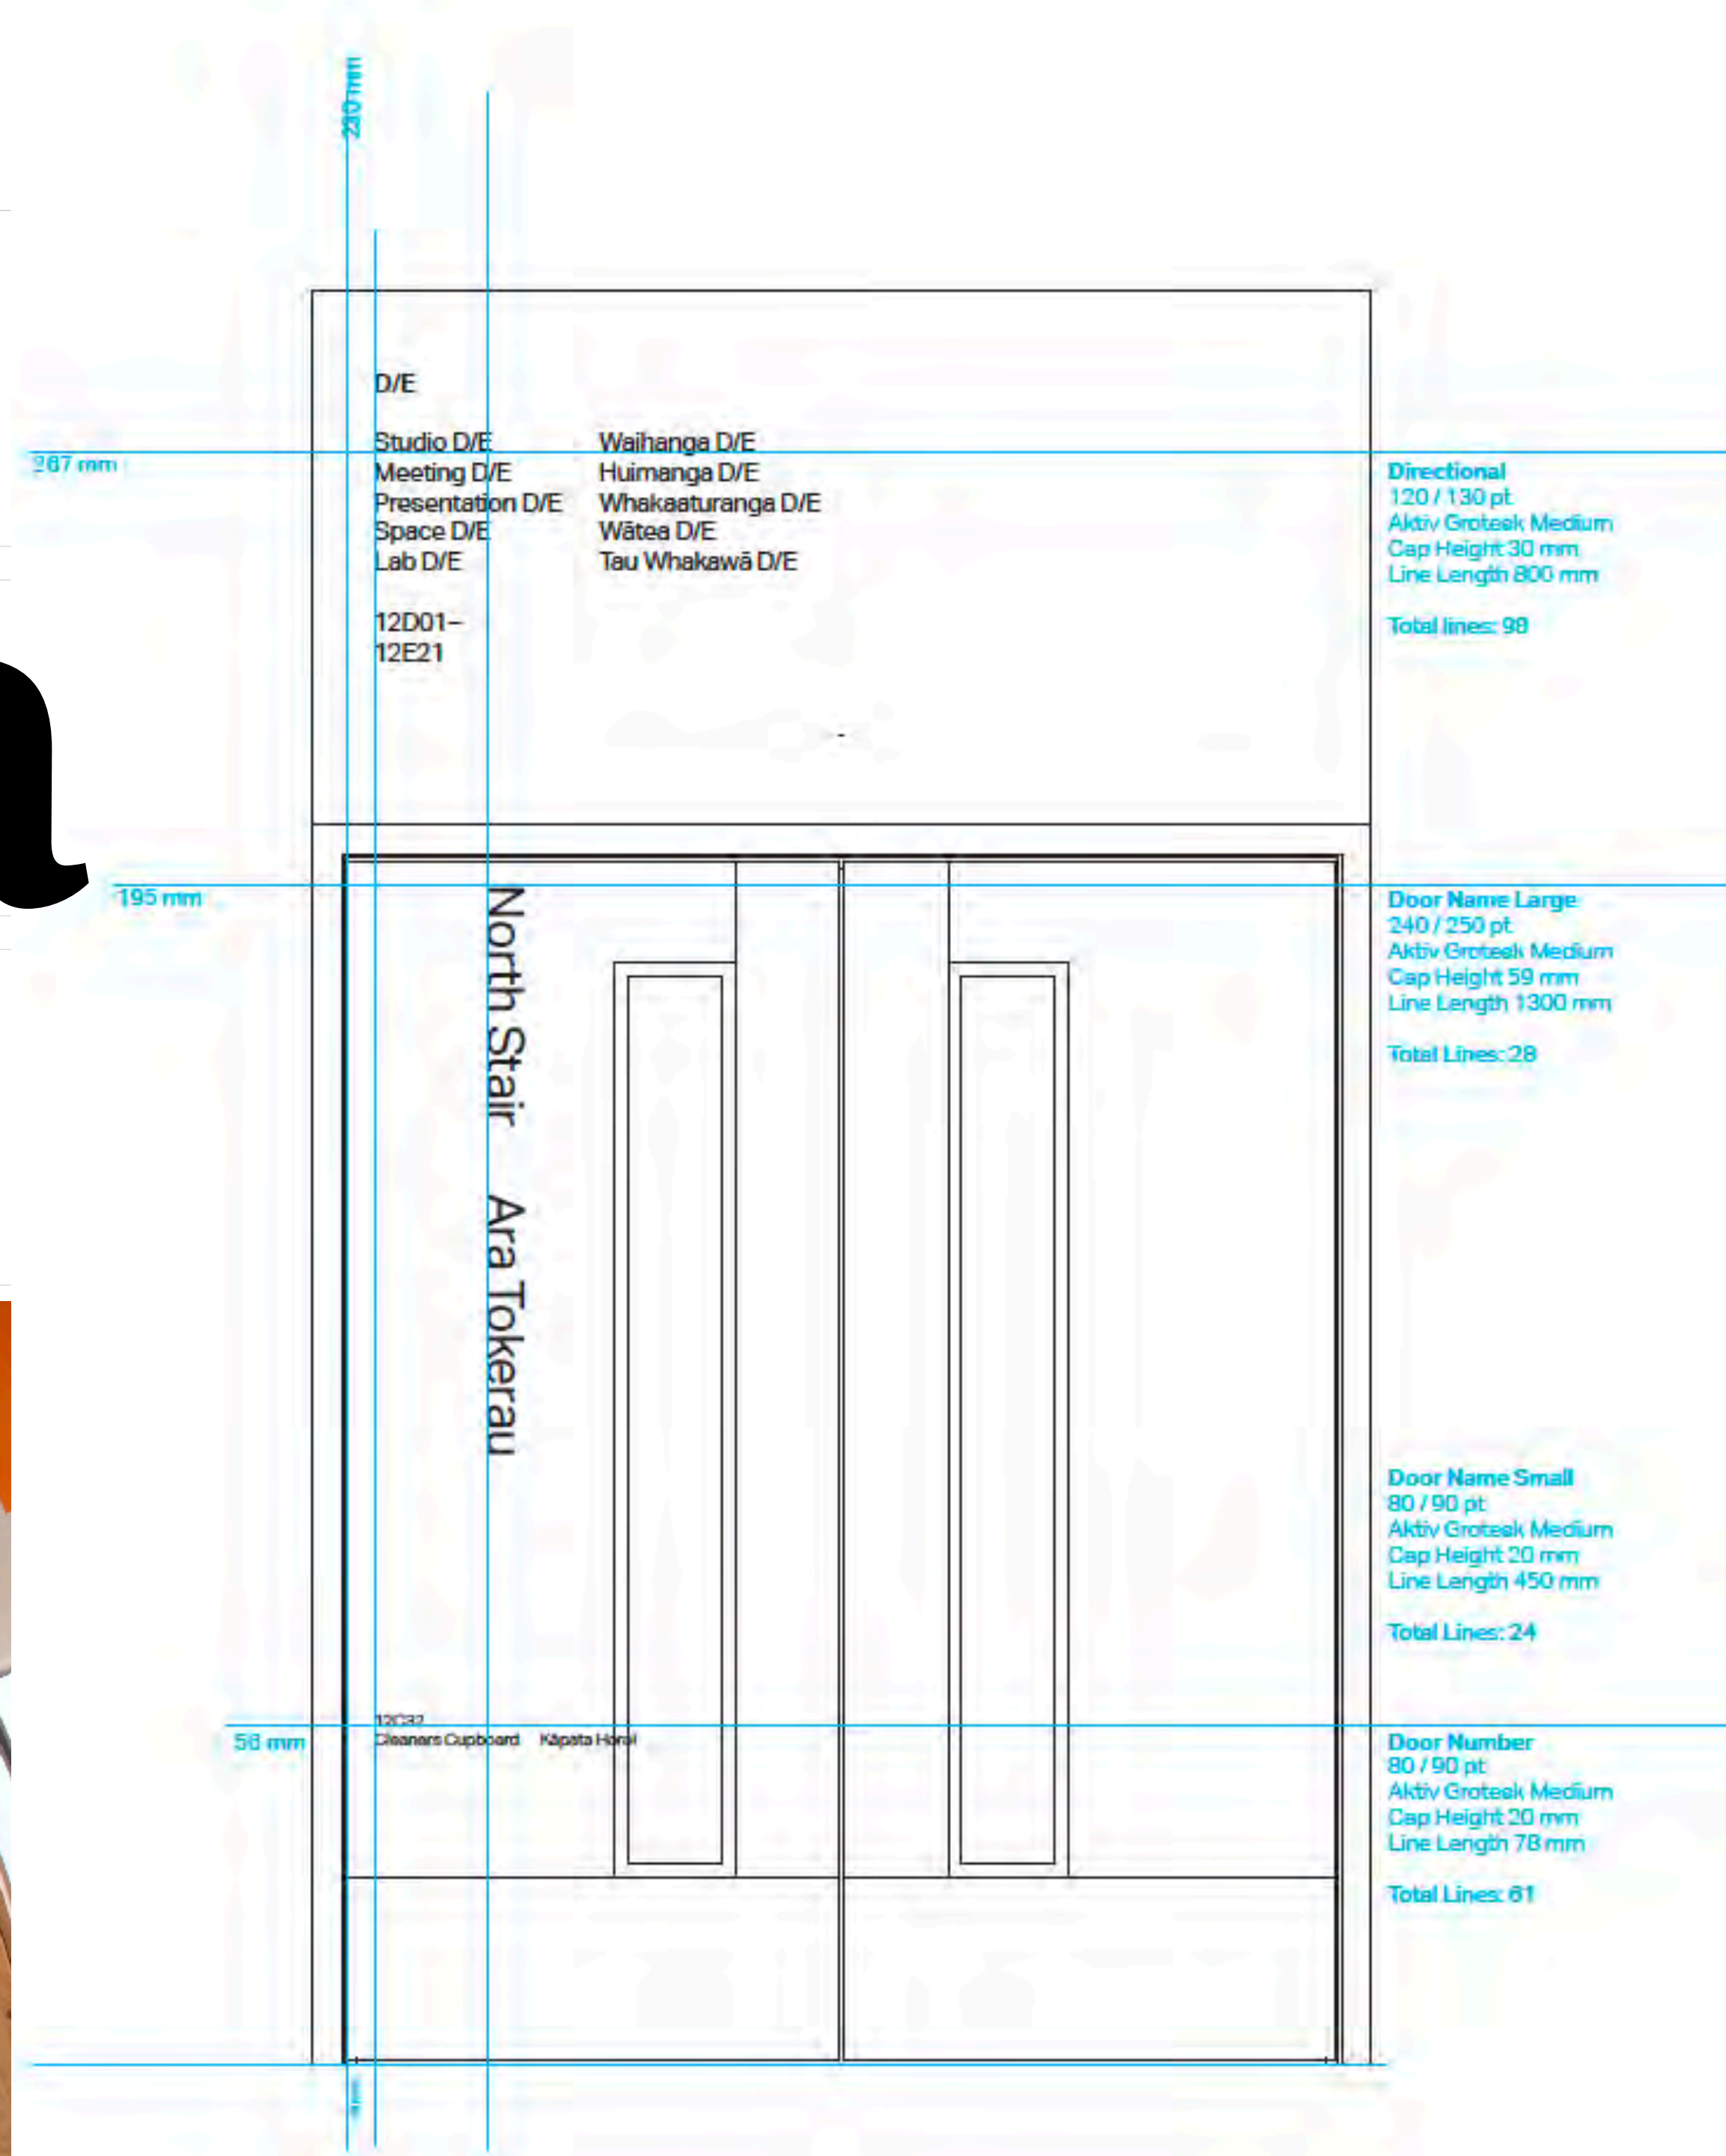 230 mm
D/E
Studio D/E Waihanga D/E
Meeting D/E Huimanga D/E
Presentation D/E Whakaaturanga D/E
Space D/E Wātea D/E
Lab D/E Tau Whakawā D/E
12D01–
12E21
267 mm
Directional
120 / 130 pt
Aktiv Grotesk Medium
Cap Height 30 mm
Line Length 800 mm
Total lines: 98
195 mm
North Stair Ara Tokerau
Door Name Large
240 / 250 pt
Aktiv Grotesk Medium
Cap Height 59 mm
Line Length 1300 mm
Total Lines: 28
Door Name Small
80 / 90 pt
Aktiv Grotesk Medium
Cap Height 20 mm
Line Length 450 mm
Total Lines: 24
12C32
Cleaners Cupboard Kāpata Horoi
mm
Door Number
80 / 90 pt
Aktiv Grotesk Medium
Cap Height 20 mm
Line Length 78 mm
Total Lines: 61